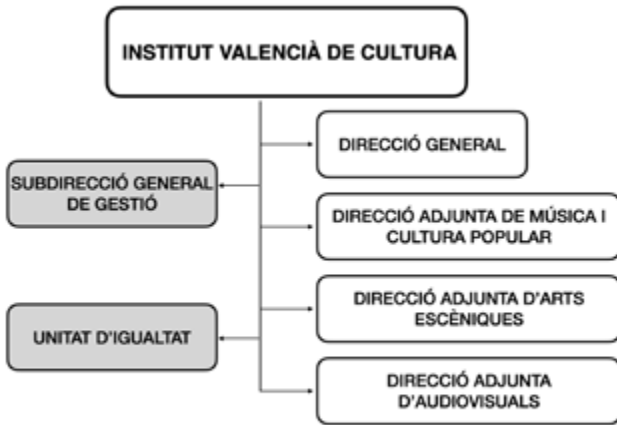 INSTITUT VALENCIÀ DE CULTURA
DIRECCIÓ GENERAL
SUBDIRECCIÓ GENERAL
DE GESTIÓ
DIRECCIÓ ADJUNTA DE MÚSICA I
CULTURA POPULAR
DIRECCIÓ ADJUNTA D'ARTS
ESCÈNIQUES
UNITAT D'IGUALTAT
DIRECCIÓ ADJUNTA
D'AUDIOVISUALS